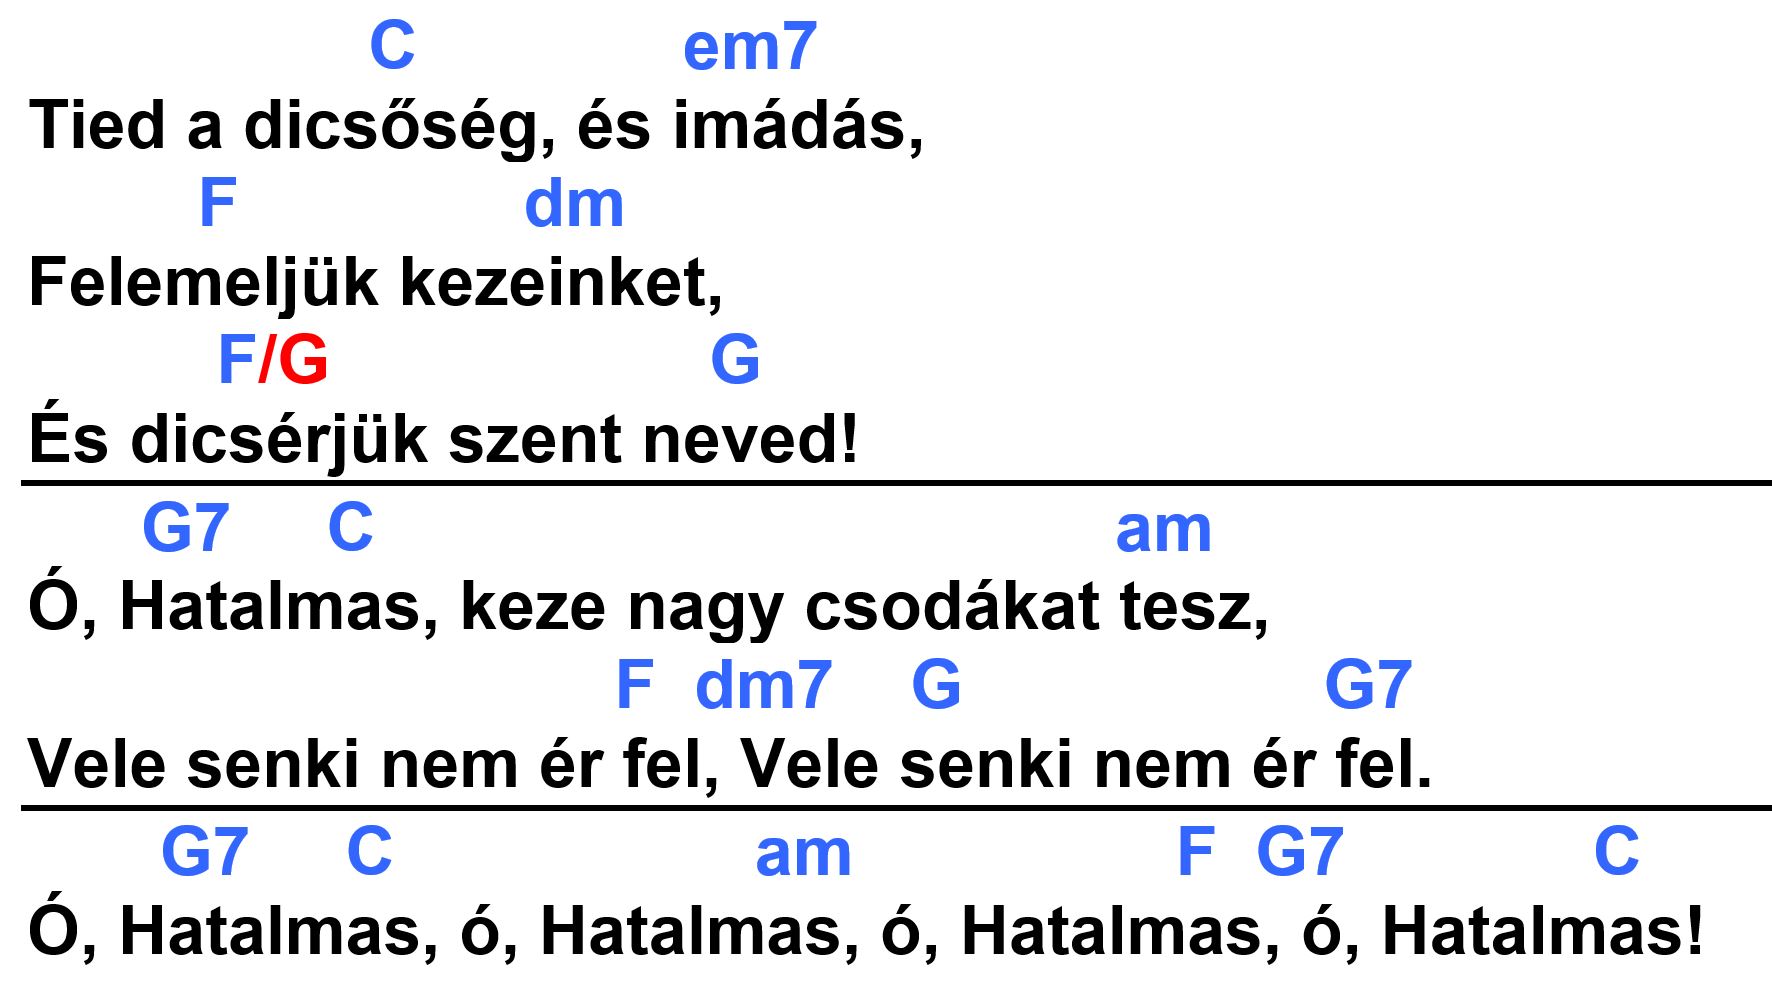 C em7
Tied a dicsőség, és imádás,
F dm
Felemeljük kezeinket,
F/G G
És dicsérjük szent neved!
G7 C am
Ó, Hatalmas, keze nagy csodákat tesz,
F dm7 G G7
Vele senki nem ér fel, Vele senki nem ér fel.
G7 C am F G7 C
Ó, Hatalmas, ó, Hatalmas, ó, Hatalmas, ó, Hatalmas!